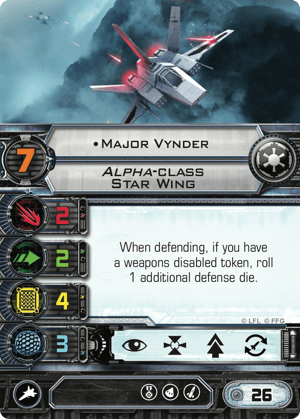 •Major Vynder
7
Alpha-class
Star Wing
2
2
4
3
When defending, if you have
a weapons disabled token, roll
1 additional defense die.
© LFL © FFG
26